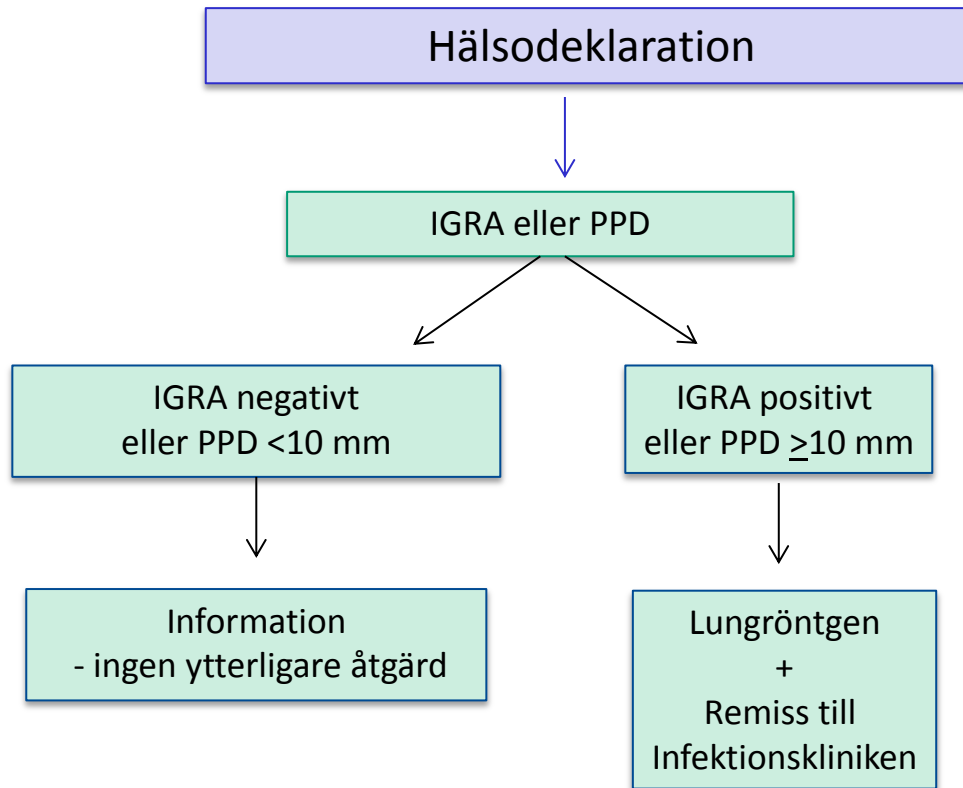 Hälsodeklaration
IGRA eller PPD
IGRA negativt
eller PPD <10 mm
IGRA positivt
eller PPD ≥10 mm
Information
- ingen ytterligare åtgärd
Lungröntgen
+
Remiss till
Infektionskliniken